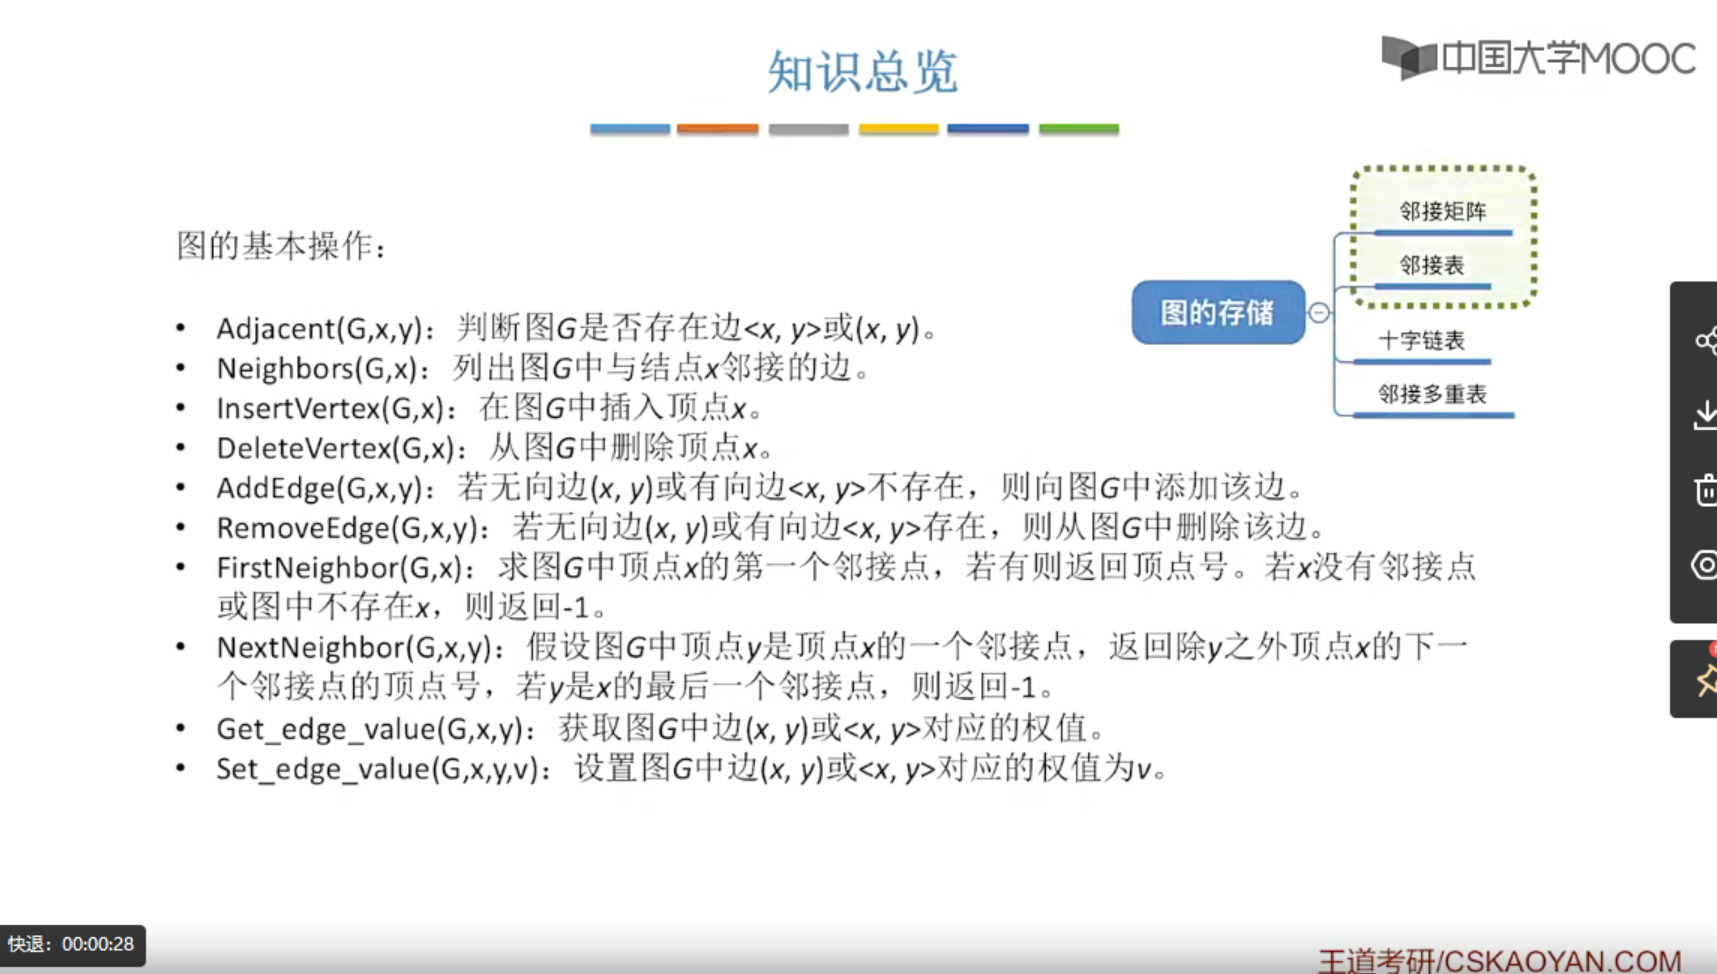 知识总览
中国大学MOOC
图的基本操作：
• Adjacent(G,x,y)：判断图G是否存在边<x, y>或(x, y)。
• Neighbors(G,x)：列出图G中与结点x邻接的边。
• InsertVertex(G,x)：在图G中插入顶点x。
• DeleteVertex(G,x)：从图G中删除顶点x。
• AddEdge(G,x,y)：若无向边(x, y)或有向边<x, y>不存在，则向图G中添加该边。
• RemoveEdge(G,x,y)：若无向边(x, y)或有向边<x, y>存在，则从图G中删除该边。
• FirstNeighbor(G,x)：求图G中顶点x的第一个邻接点，若有则返回顶点号。若x没有邻接点
或图中不存在x，则返回-1。
• NextNeighbor(G,x,y)：假设图G中顶点y是顶点x的一个邻接点，返回除y之外顶点x的下一
个邻接点的顶点号，若y是x的最后一个邻接点，则返回-1。
• Get_edge_value(G,x,y)：获取图G中边(x, y)或<x, y>对应的权值。
• Set_edge_value(G,x,y,v)：设置图G中边(x, y)或<x, y>对应的权值为v。
图的存储
邻接矩阵
邻接表
十字链表
邻接多重表
快退：00:00:28
王道考研/CSKAOYAN.COM